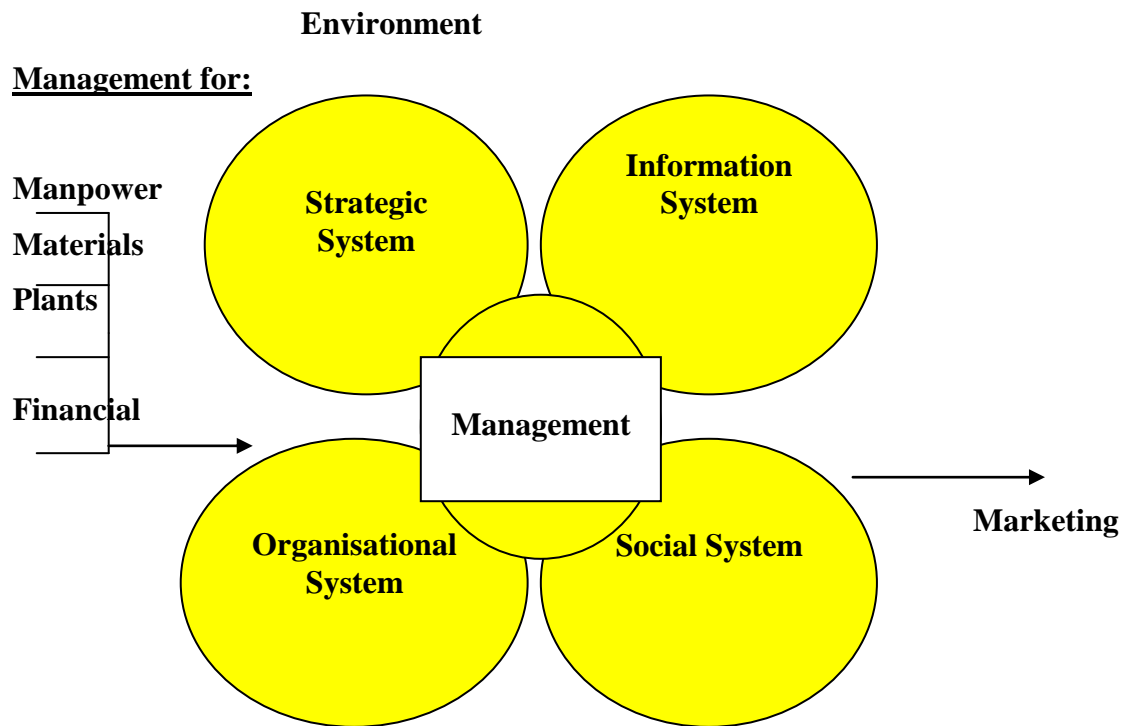 Environment
Management for:
Manpower
Materials
Plants
Financial
Strategic
System
Information
System
Management
Organisational
System
Social System
Marketing